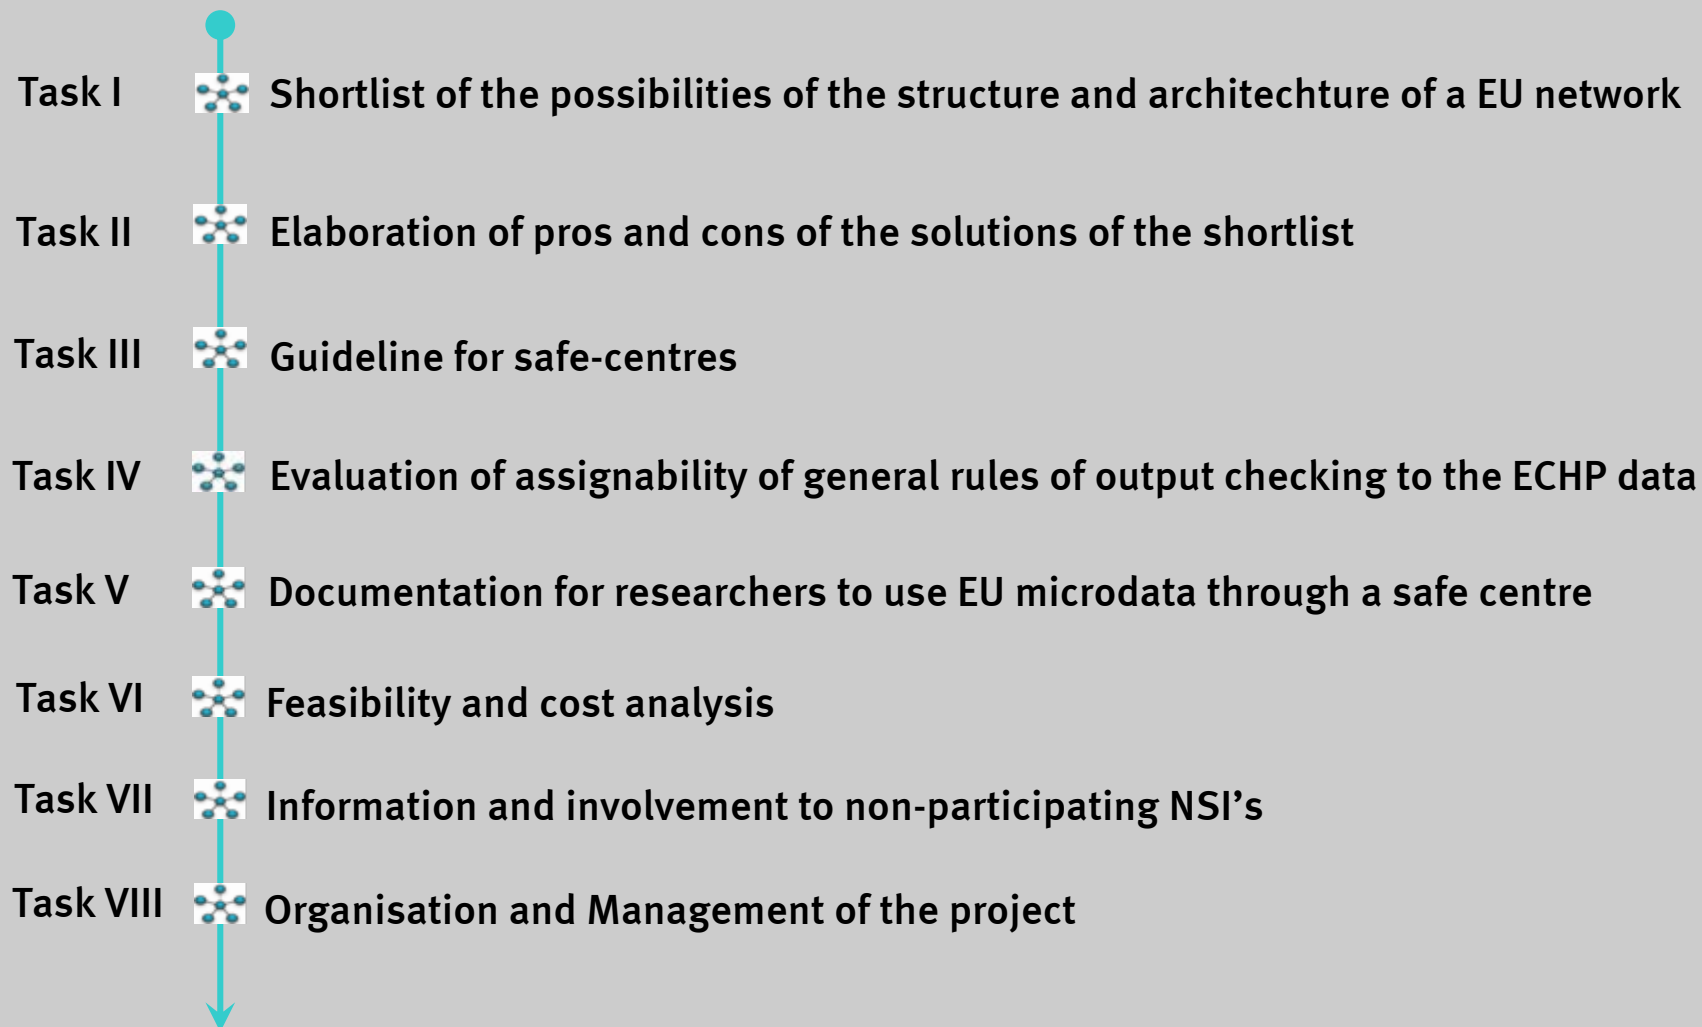 Task I Shortlist of the possibilities of the structure and architechture of a EU network
Task II Elaboration of pros and cons of the solutions of the shortlist
Task III Guideline for safe-centres
Task IV Evaluation of assignability of general rules of output checking to the ECHP data
Task V Documentation for researchers to use EU microdata through a safe centre
Task VI Feasibility and cost analysis
Task VII Information and involvement to non-participating NSI’s
Task VIII Organisation and Management of the project